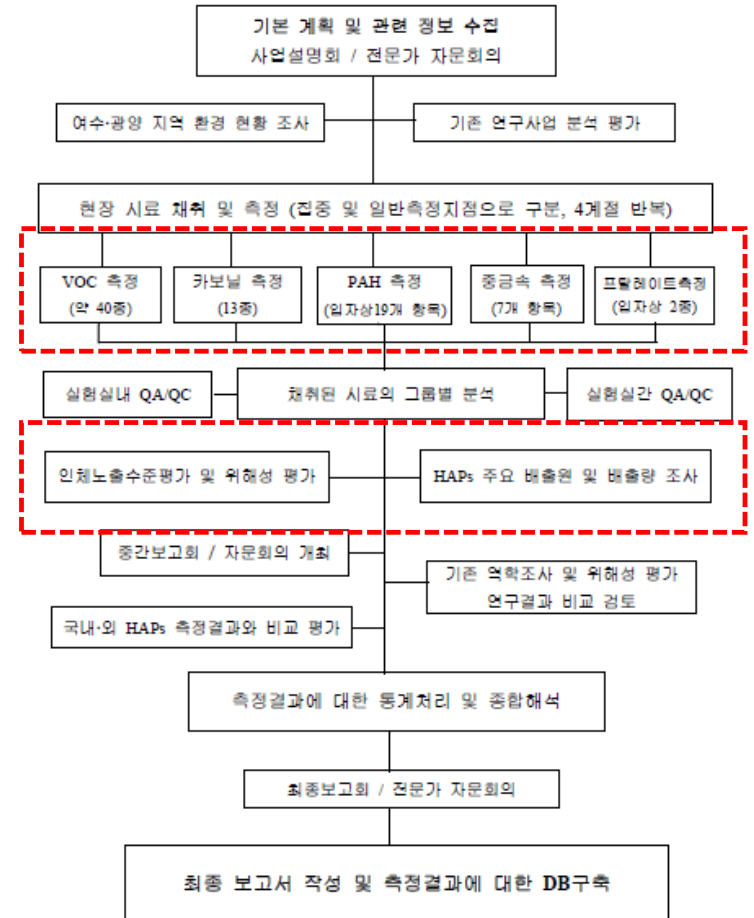 기본 계획 및 관련 정보 수집
사업설명회 / 전문가 자문회의
여수·광양 지역 환경 현황 조사
기존 연구사업 분석 평가
현장 시료 채취 및 측정 (집중 및 일반측정지점으로 구분, 4계절 반복)
VOC 측정
(약 40종)
카보닐 측정
(13종)
PAH 측정
(입자상19개 항목)
중금속 측정
(7개 항목)
프탈레이트측정
(입자상 2종)
실험실내 QA/QC
채취된 시료의 그룹별 분석
실험실간 QA/QC
인체노출수준평가 및 위해성 평가
HAPs 주요 배출원 및 배출량 조사
중간보고회 / 자문회의 개최
기존 역학조사 및 위해성 평가
연구결과 비교 검토
국내·외 HAPs 측정결과와 비교 평가
측정결과에 대한 통계처리 및 종합해석
최종보고회 / 전문가 자문회의
최종 보고서 작성 및 측정결과에 대한 DB구축